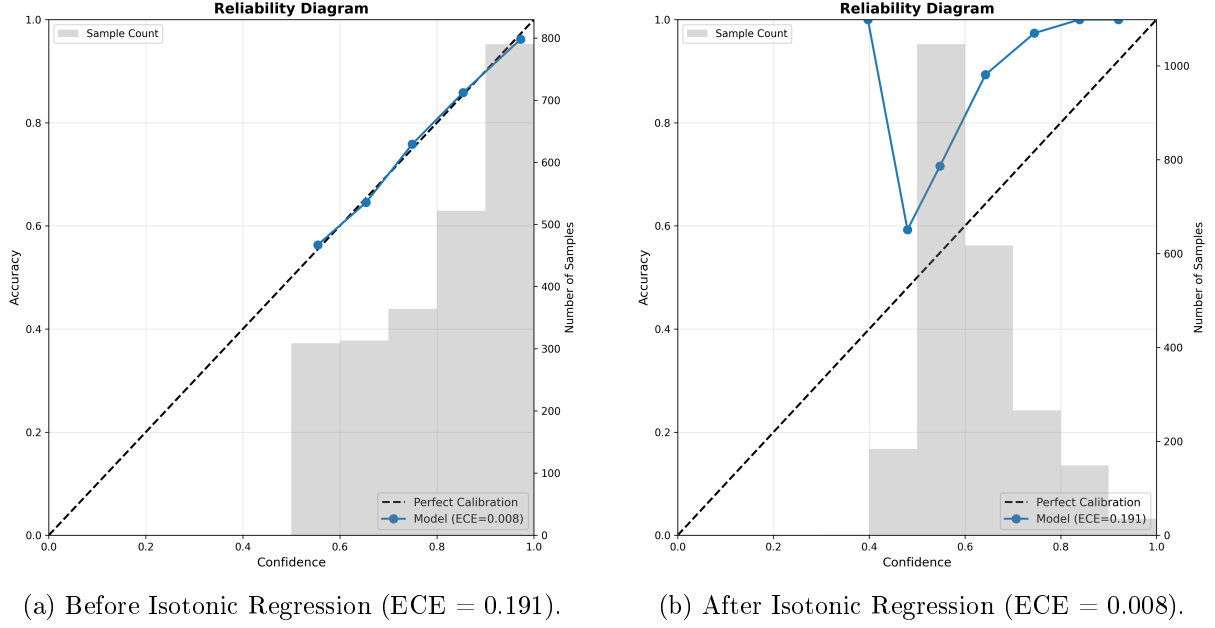 Reliability Diagram
1.0
0.8
0.6
0.4
0.2
0.0
Accuracy
Sample Count
800
700
600
500
400
300
200
100
0
Number of Samples
Perfect Calibration
Model (ECE=0.008)
0.0 0.2 0.4 0.6 0.8 1.0
Confidence
(a) Before Isotonic Regression (ECE = 0.191).
Reliability Diagram
1.0
0.8
0.6
0.4
0.2
0.0
Accuracy
Sample Count
1000
800
600
400
200
0
Number of Samples
Perfect Calibration
Model (ECE=0.191)
0.0 0.2 0.4 0.6 0.8 1.0
Confidence
(b) After Isotonic Regression (ECE = 0.008).